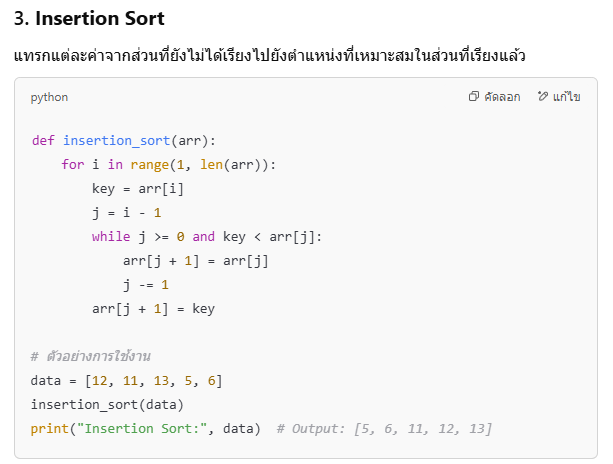 3. Insertion Sort
แทรกแต่ละค่าจากส่วนที่ยังไม่ได้เรียงไปยังตำแหน่งที่เหมาะสมในส่วนที่เรียงแล้ว
python คัดลอก แก้ไข
def insertion_sort(arr):
    for i in range(1, len(arr)):
        key = arr[i]
        j = i - 1
        while j >= 0 and key < arr[j]:
            arr[j + 1] = arr[j]
            j -= 1
        arr[j + 1] = key
# ตัวอย่างการใช้งาน
data = [12, 11, 13, 5, 6]
insertion_sort(data)
print("Insertion Sort:", data)  # Output: [5, 6, 11, 12, 13]